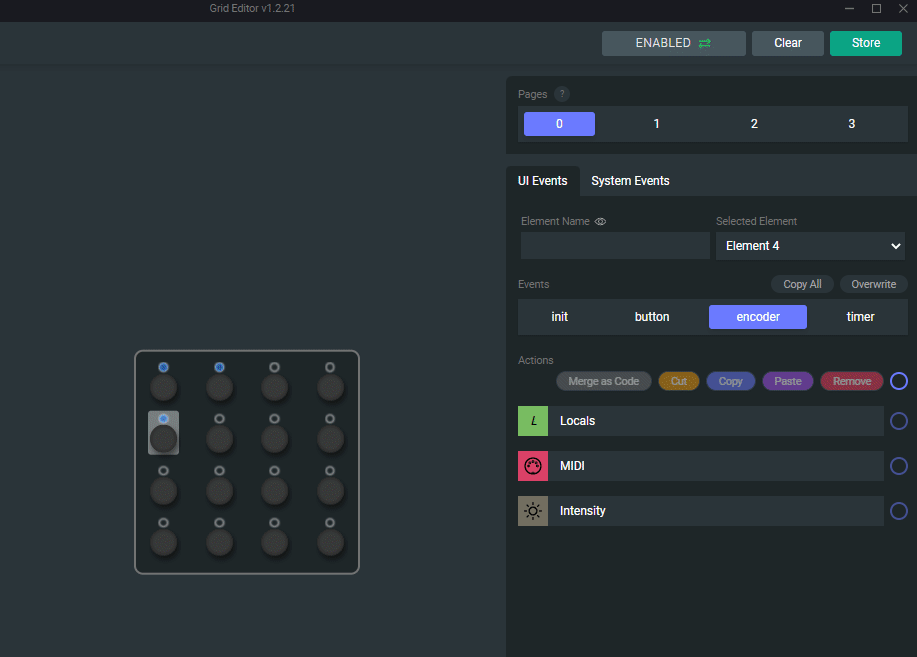 Grid Editor v1.2.21
ENABLED Clear Store
Pages ?
0 1 2 3
UI Events System Events
Element Name Selected Element
Element 4
Events Copy All Overwrite
init button encoder timer
Actions
Merge as Code Cut Copy Paste Remove
L Locals
MIDI
Intensity